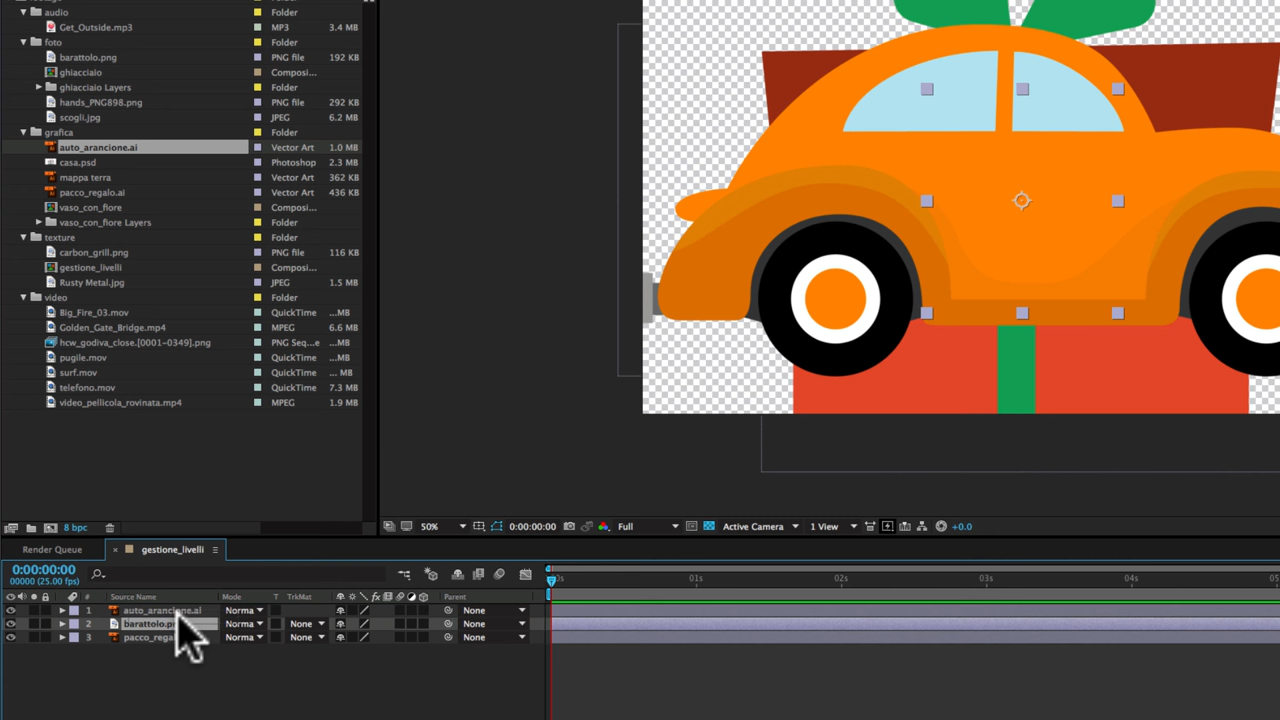 audio Folder
Get_Outside.mp3 MP3 3.4 MB
foto Folder
barattolo.png PNG file 192 KB
ghiacciaio Composi...
ghiacciaio Layers Folder
hands_PNG898.png PNG file 292 KB
scogli.jpg JPEG 6.2 MB
grafica Folder
auto_arancione.ai Vector Art 1.0 MB
casa.psd Photoshop 2.3 MB
mappa terra Vector Art 362 KB
pacco_regalo.ai Vector Art 436 KB
vaso_con_fiore Composi...
vaso_con_fiore Layers Folder
texture Folder
carbon_grill.png PNG file 116 KB
gestione_livelli Composi...
Rusty Metal.jpg JPEG 1.5 MB
video Folder
Big_Fire_03.mov QuickTime ...MB
Golden_Gate_Bridge.mp4 MPEG 6.6 MB
hcw_godiva_close.[0001-0349].png PNG Seq...e ...MB
pugile.mov QuickTime ...MB
surf.mov QuickTime ... MB
telefono.mov QuickTime 7.3 MB
video_pellicola_rovinata.mp4 MPEG 1.9 MB
8 bpc 50% 0:00:00:00 Full Active Camera 1 View +0.0
Render Queue × gestione_livelli
0:00:00:00
00000 (25.00 fps)
01s 02s 03s 04s
# Source Name Mode T TrkMat fx Parent
1 auto_arancione.ai Norma None
2 barattolo.p Norma None None
3 pacco_rega Norma None None